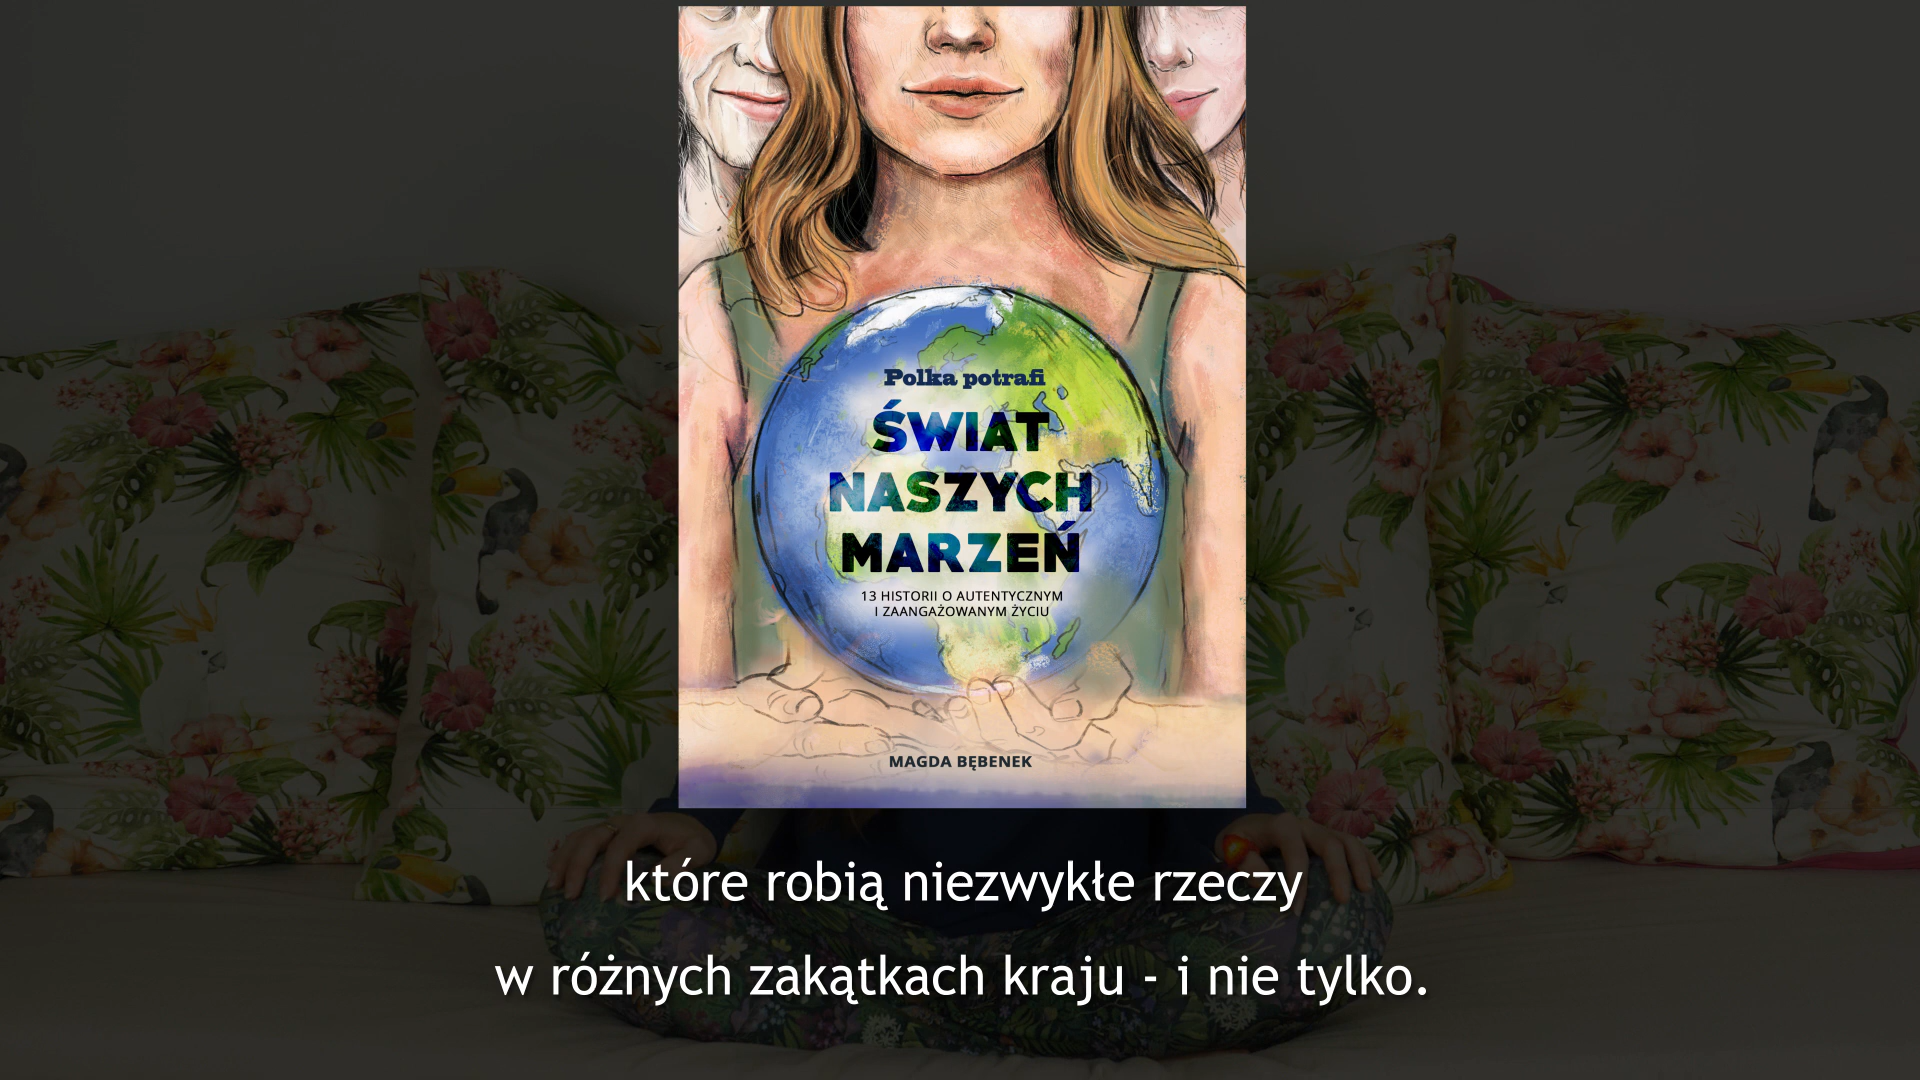 Polka potrafi
ŚWIAT
NASZYCH
MARZEŃ
13 HISTORII O AUTENTYCZNYM
I ZAANGAŻOWANYM ŻYCIU
MAGDA BĘBENEK
które robią niezwykłe rzeczy
w różnych zakątkach kraju - i nie tylko.